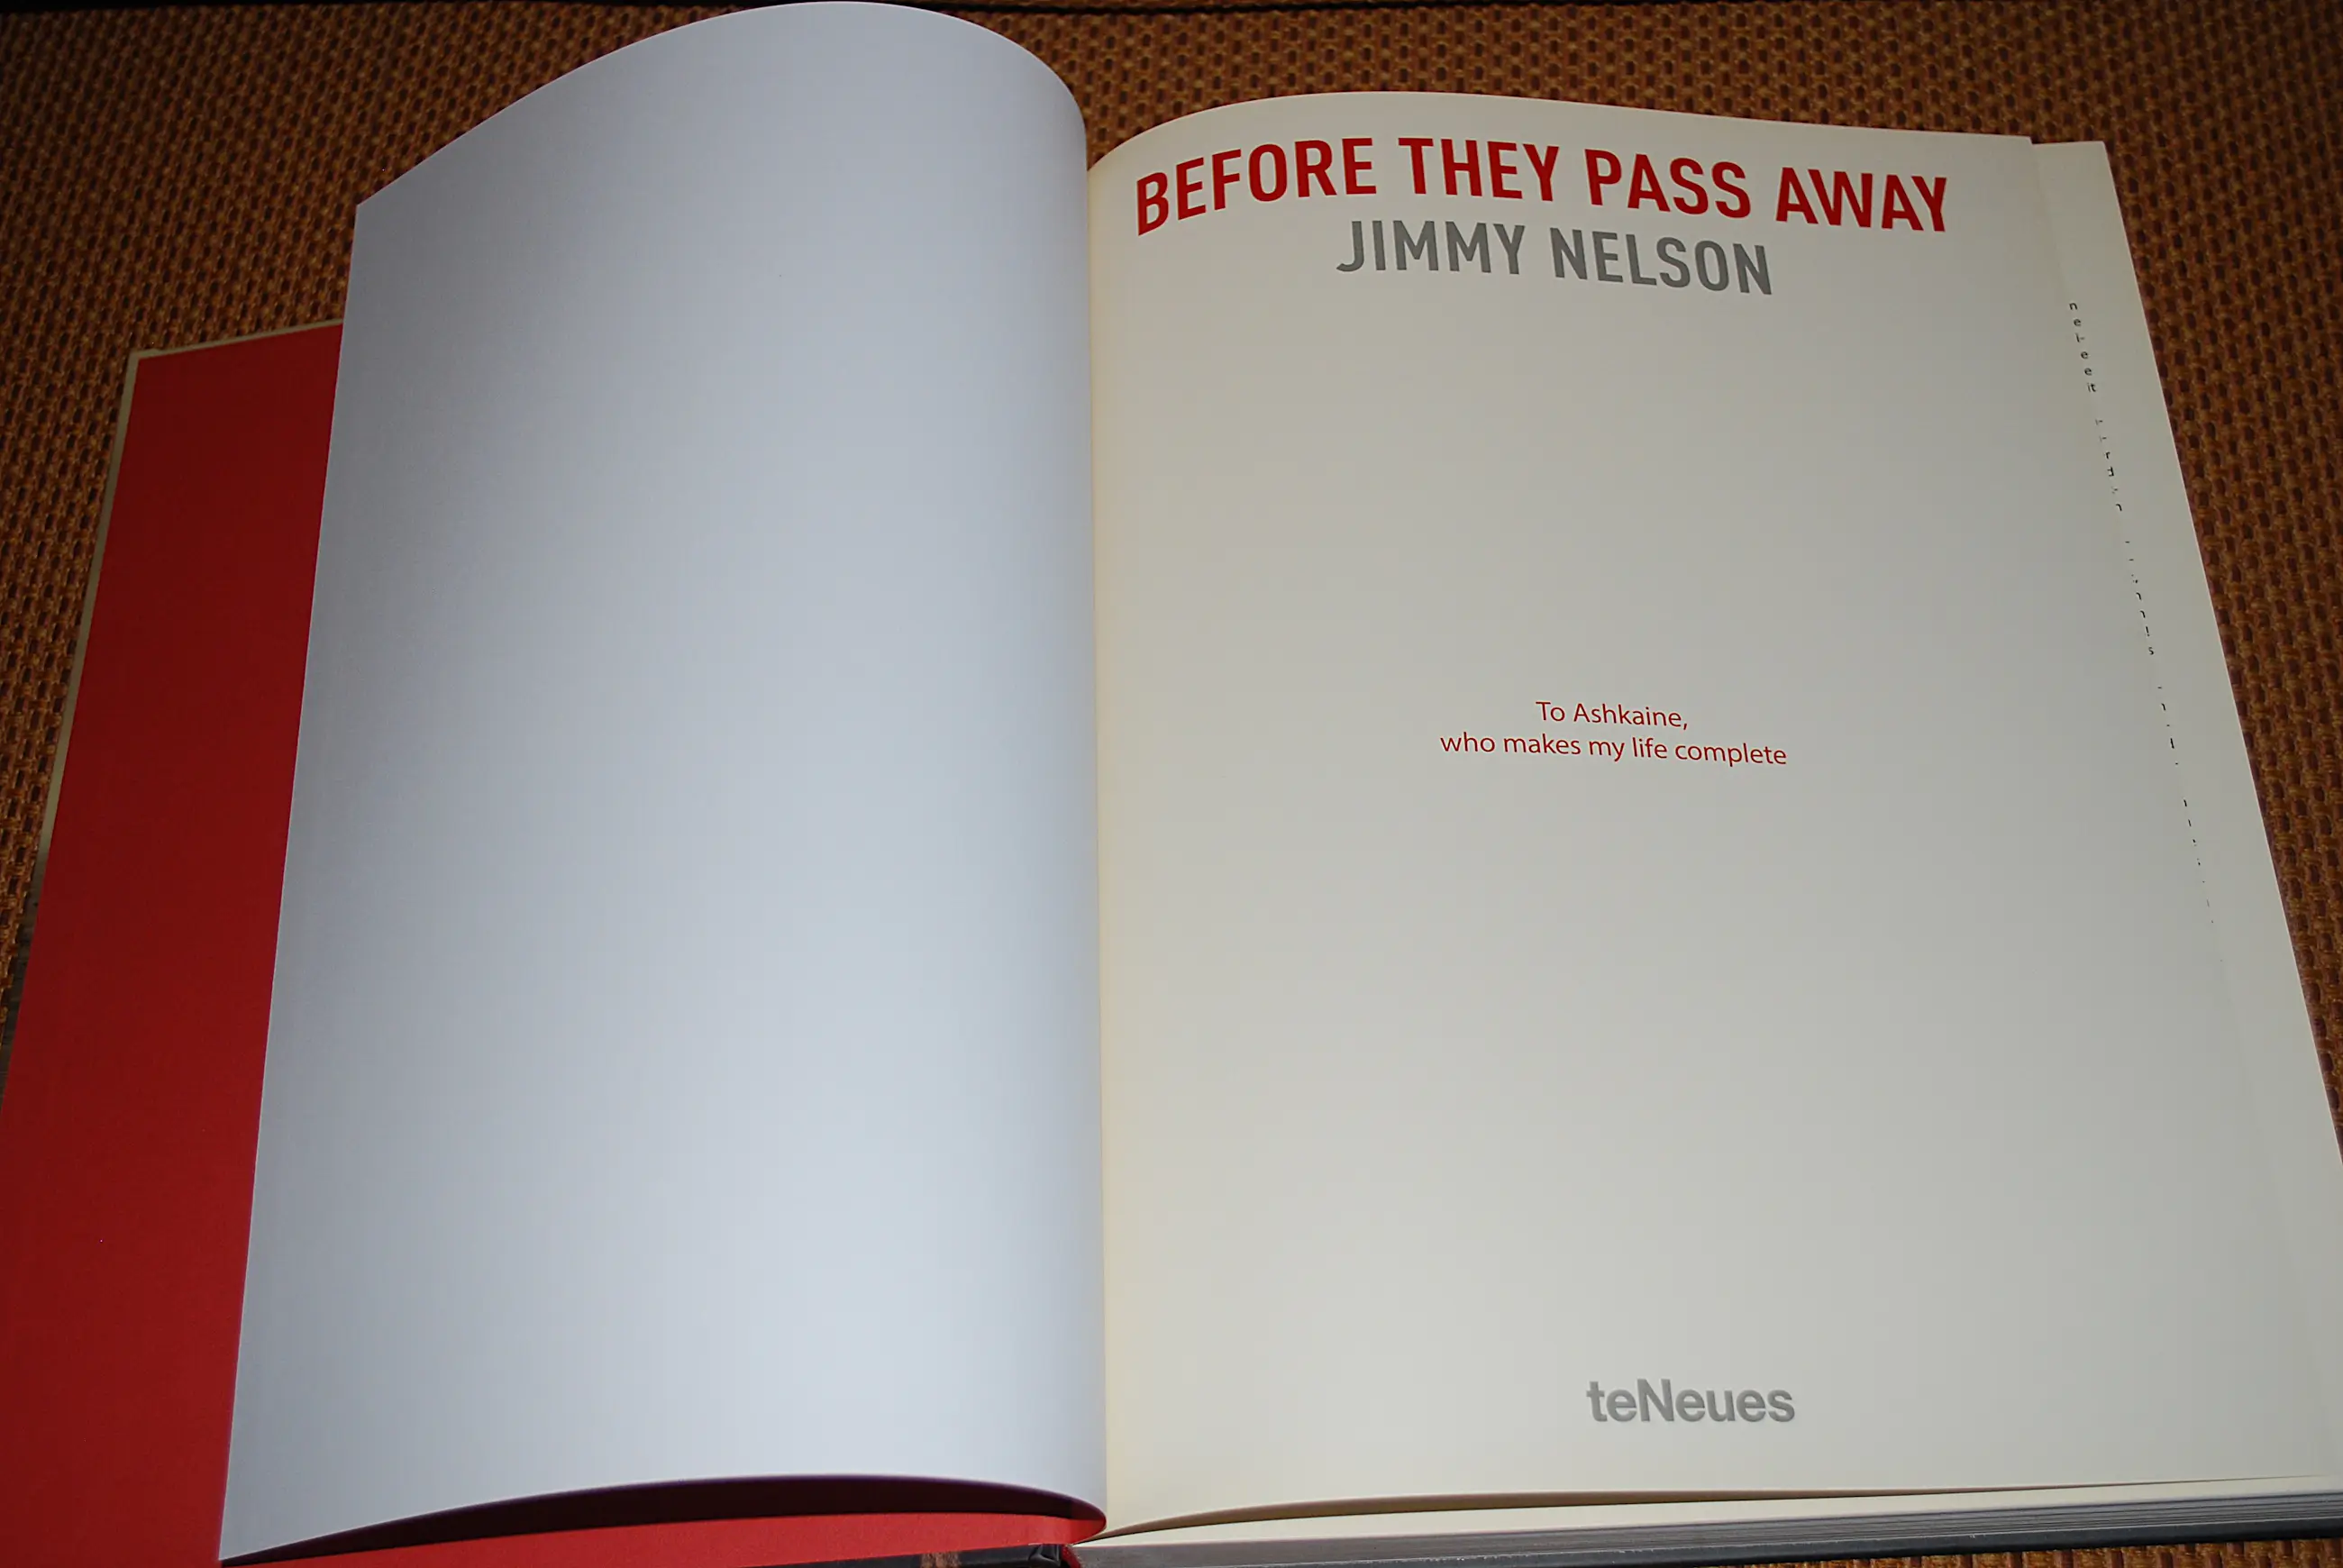 BEFORE THEY PASS AWAY
JIMMY NELSON
To Ashkaine,
who makes my life complete
teNeues